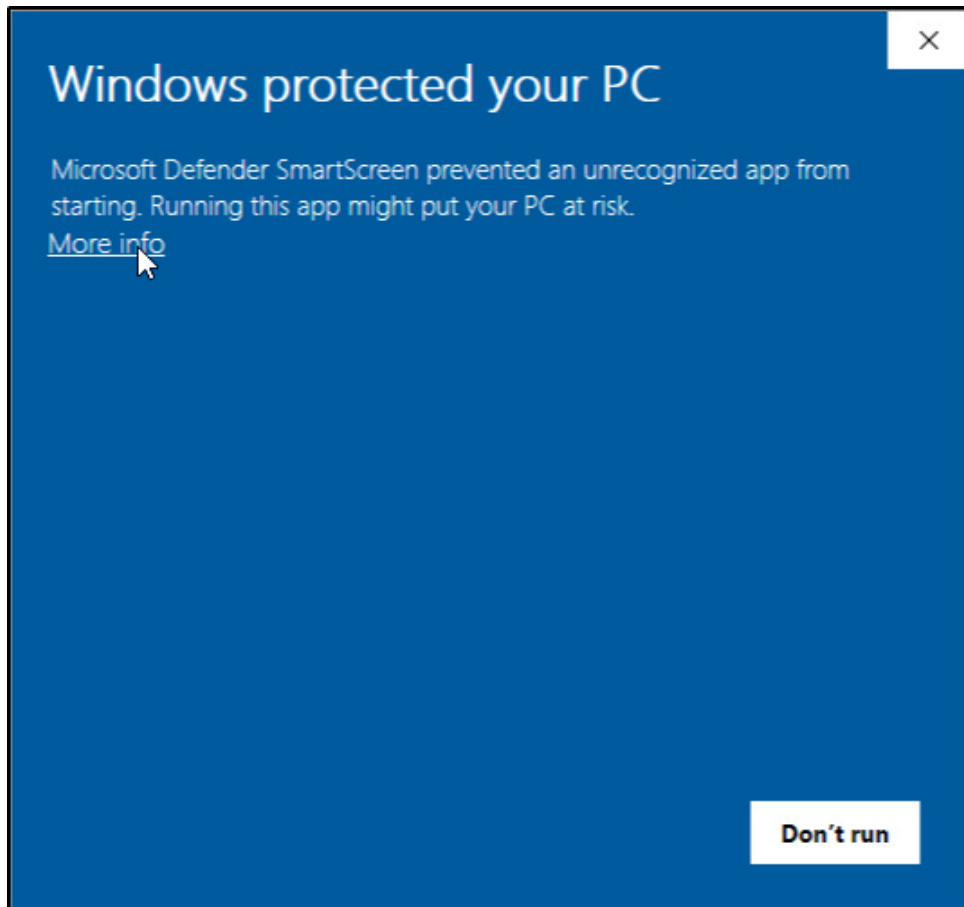 Windows protected your PC
Microsoft Defender SmartScreen prevented an unrecognized app from
starting. Running this app might put your PC at risk.
More info
Don’t run